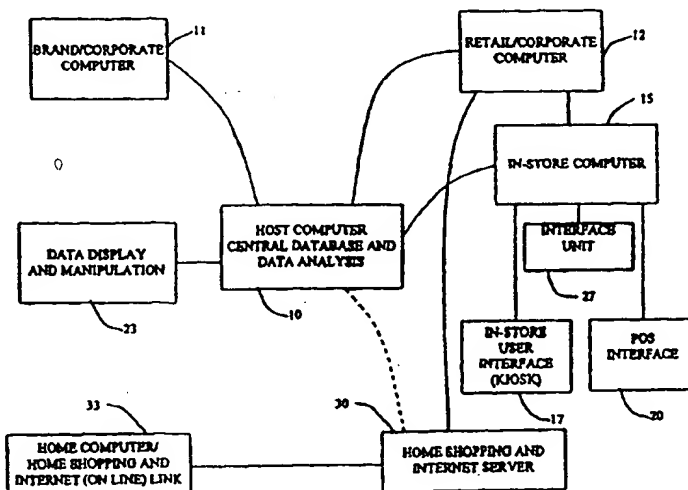 BRAND/CORPORATE
COMPUTER
11
RETAIL/CORPORATE
COMPUTER
12
15
IN-STORE COMPUTER
HOST COMPUTER
CENTRAL DATABASE AND
DATA ANALYSIS
10
DATA DISPLAY
AND MANIPULATION
23
INTERFACE
UNIT
27
IN-STORE
USER
INTERFACE
(KIOSK)
17
POS
INTERFACE
20
33
HOME COMPUTER/
HOME SHOPPING AND
INTERNET (ON LINE) LINK
30
HOME SHOPPING AND
INTERNET SERVER